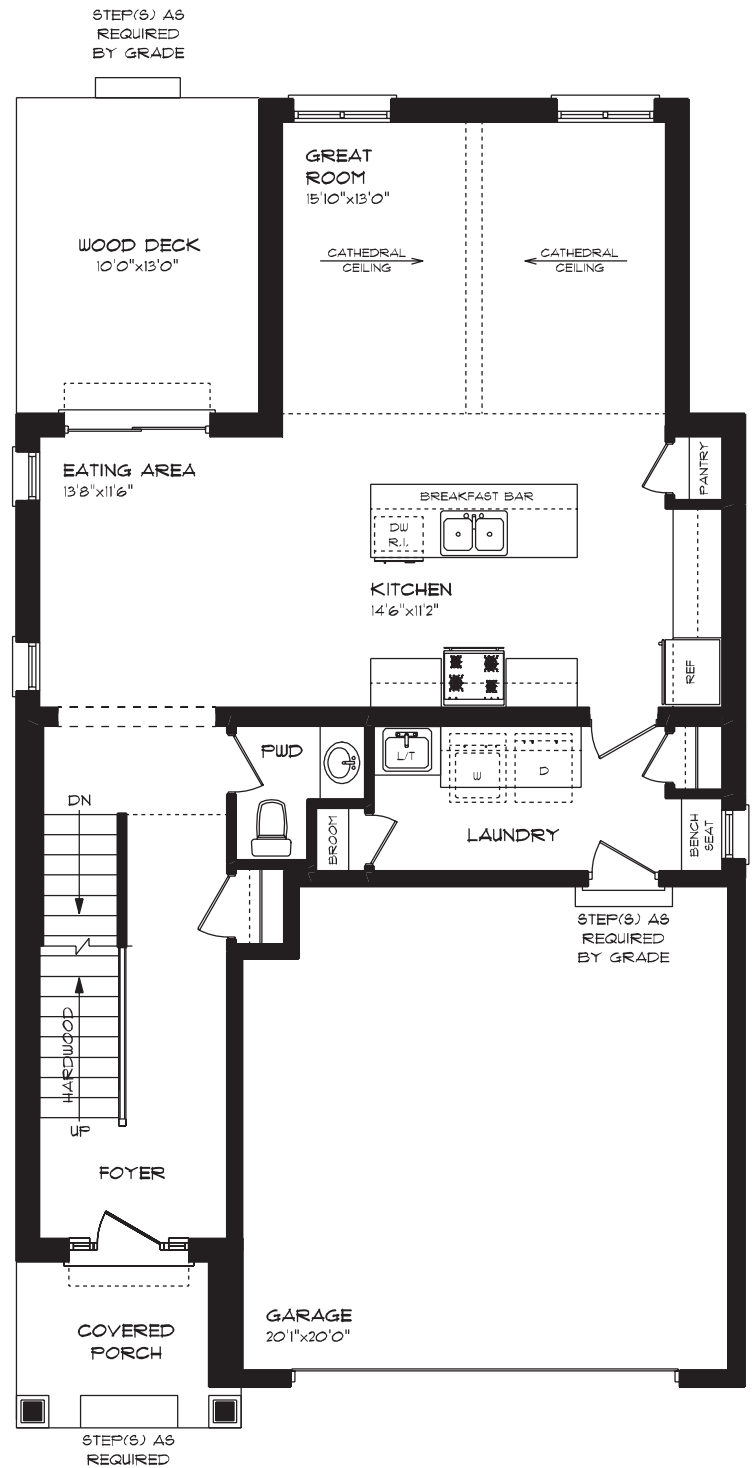 STEP(S) AS
REQUIRED
BY GRADE
GREAT
ROOM
15'10"x13'0"
WOOD DECK
10'0"x13'0"
CATHEDRAL
CEILING
CATHEDRAL
CEILING
EATING AREA
13'8"x11'6"
PANTRY
BREAKFAST BAR
DW
R.I.
KITCHEN
14'6"x11'2"
REF
PWD
L/T
W
D
DN
BROOM
LAUNDRY
BENCH
SEAT
STEP(S) AS
REQUIRED
BY GRADE
HARDWOOD
UP
FOYER
GARAGE
20'1"x20'0"
COVERED
PORCH
STEP(S) AS
REQUIRED